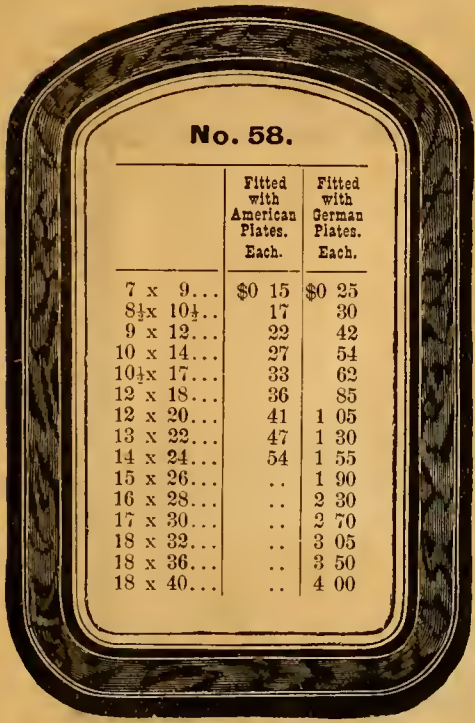 No. 58.
Fitted with American Plates. Each.
Fitted with German Plates. Each.
7 x 9... $0 15 $0 25
8½x 10½.. 17 30
9 x 12... 22 42
10 x 14... 27 54
10½x 17... 33 62
12 x 18... 36 85
12 x 20... 41 1 05
13 x 22... 47 1 30
14 x 24... 54 1 55
15 x 26... .. 1 90
16 x 28... .. 2 30
17 x 30... .. 2 70
18 x 32... .. 3 05
18 x 36... .. 3 50
18 x 40... .. 4 00